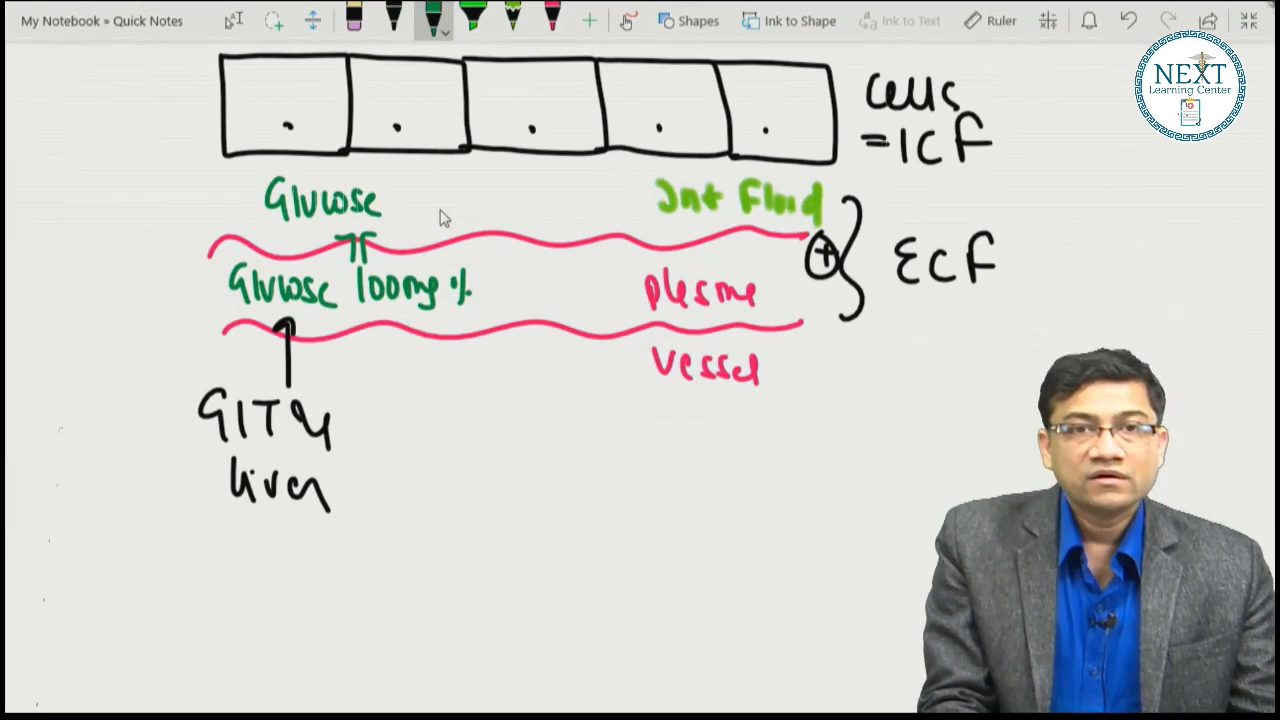 My Notebook » Quick Notes
Shapes
Ink to Shape
Ink to Text
Ruler
NEXT
Learning Center
cells
=ICF
Glucose
Int Fluid
+
ECF
Glucose 100mg%
plasma
vessel
GIT
liver